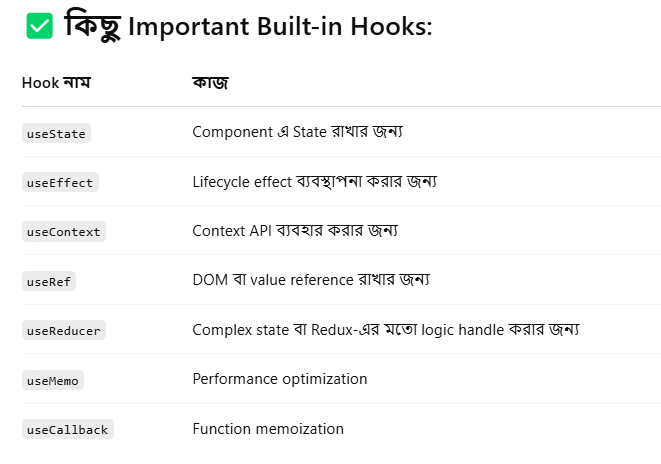 ✅ কিছু Important Built-in Hooks:
Hook নাম কাজ
useState Component এ State রাখার জন্য
useEffect Lifecycle effect ব্যবস্থাপনা করার জন্য
useContext Context API ব্যবহার করার জন্য
useRef DOM বা value reference রাখার জন্য
useReducer Complex state বা Redux-এর মতো logic handle করার জন্য
useMemo Performance optimization
useCallback Function memoization